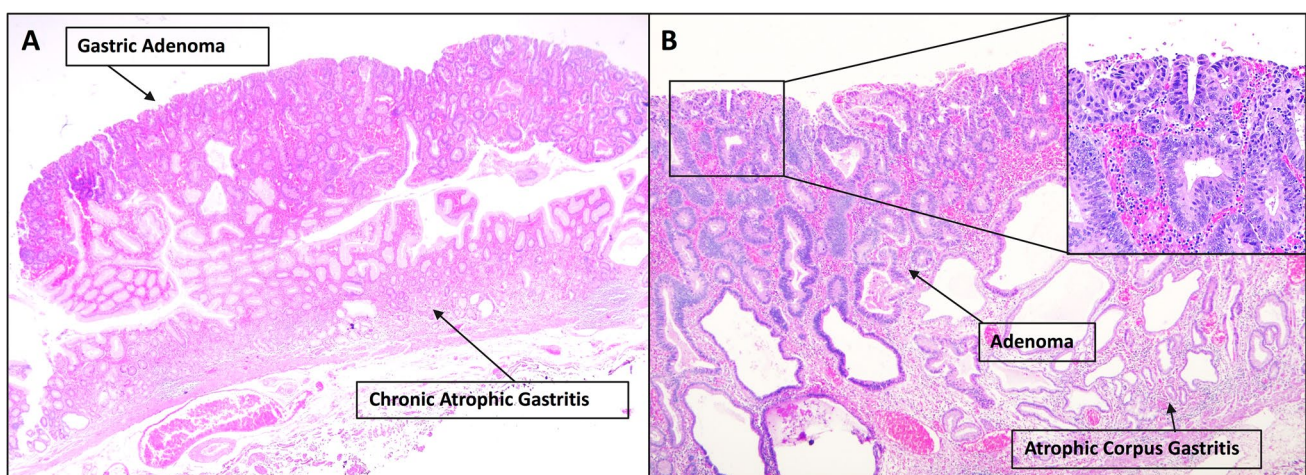 A
Gastric Adenoma
Chronic Atrophic Gastritis
B
Adenoma
Atrophic Corpus Gastritis